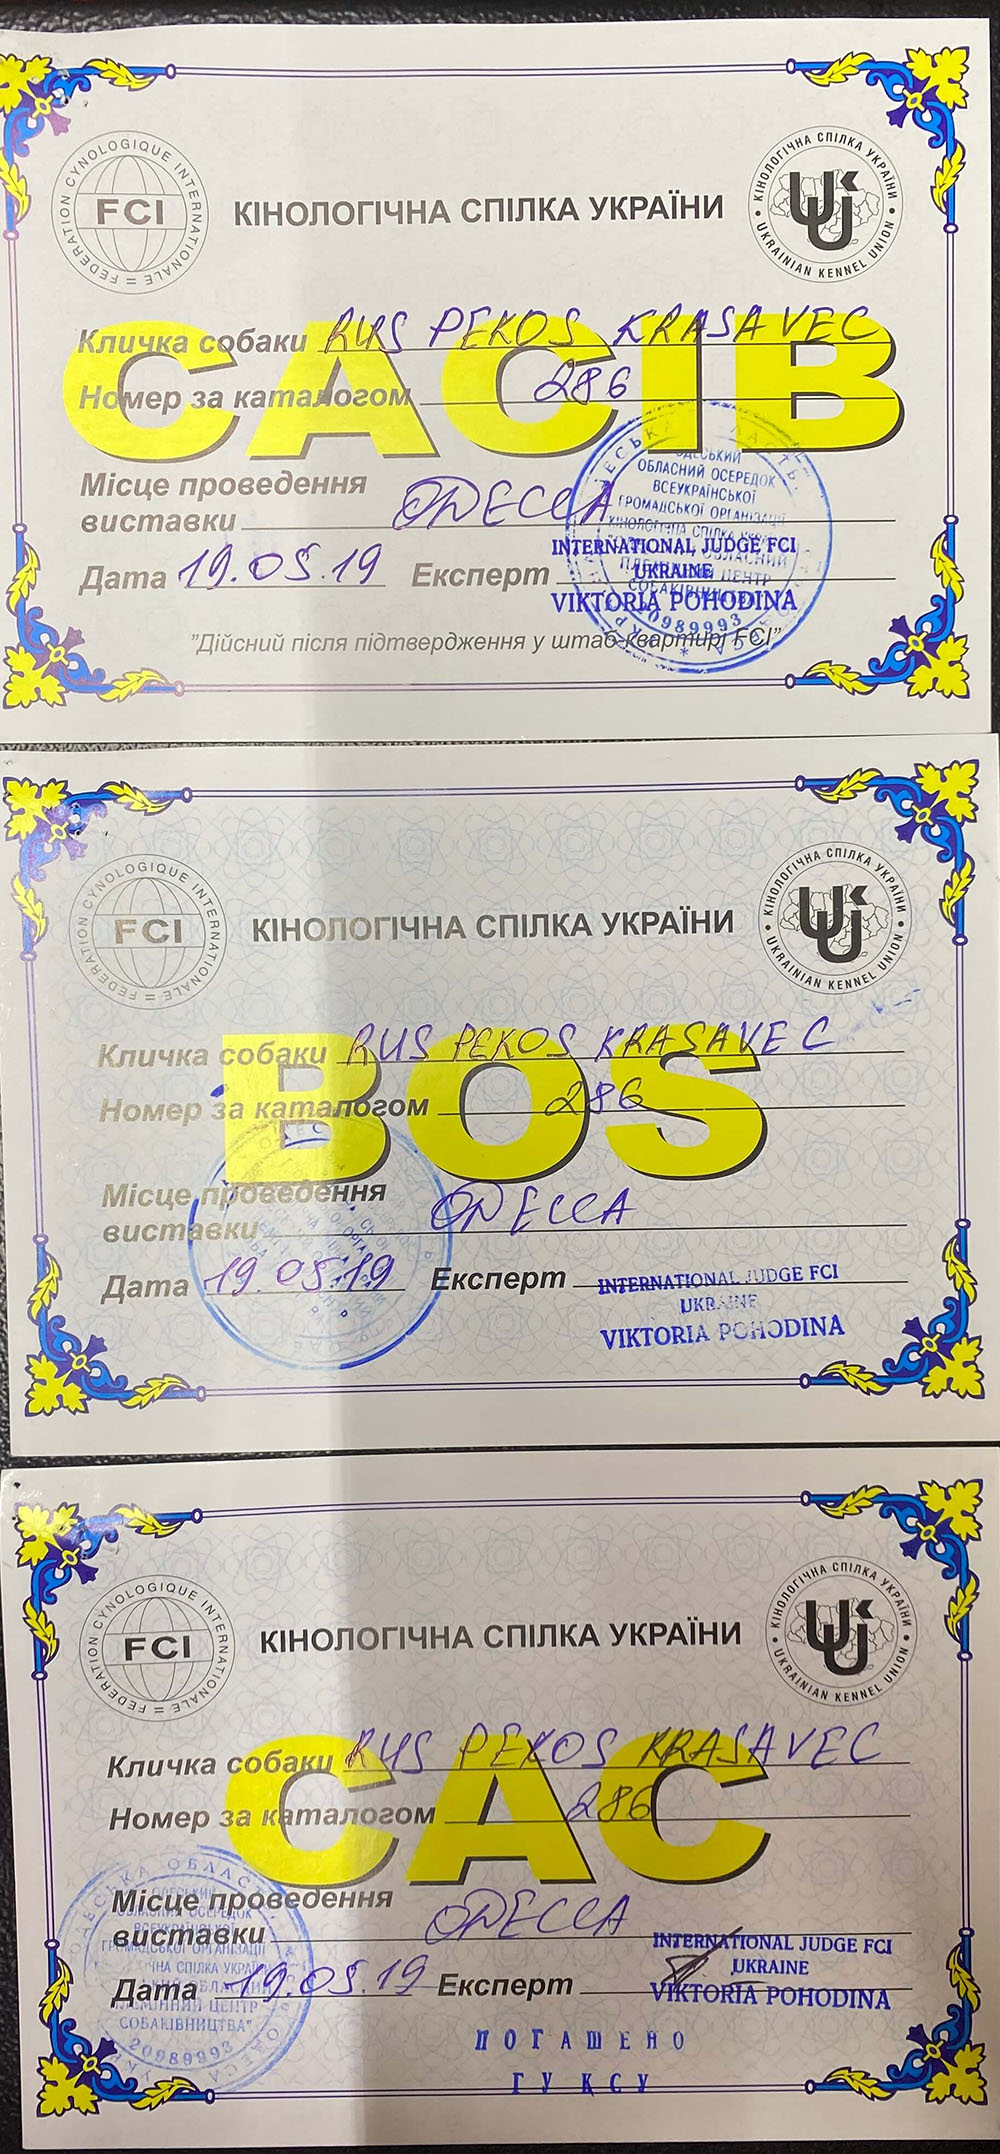 FEDERATION CYNOLOGIQUE INTERNATIONALE
FCI
КІНОЛОГІЧНА СПІЛКА УКРАЇНИ
КІНОЛОГІЧНА СПІЛКА УКРАЇНИ
UKRAINIAN KENNEL UNION
CACIB
Кличка собаки RUS PEKOS KRASAVEC
Номер за каталогом 286
Місце проведення
виставки ОДЕССА
Дата 19.05.19 Експерт
INTERNATIONAL JUDGE FCI
UKRAINE
VIKTORIA POHODINA
ОБЛАСНИЙ ОСЕРЕДОК
ВСЕУКРАЇНСЬКОЇ
ГРОМАДСЬКОЇ ОРГАНІЗАЦІЇ
20989993
"Дійсний після підтвердження у штаб-квартирі FCI"
FEDERATION CYNOLOGIQUE INTERNATIONALE
FCI
КІНОЛОГІЧНА СПІЛКА УКРАЇНИ
КІНОЛОГІЧНА СПІЛКА УКРАЇНИ
UKRAINIAN KENNEL UNION
BOS
Кличка собаки RUS PEKOS KRASAVEC
Номер за каталогом 286
Місце проведення
виставки ОДЕССА
Дата 19.05.19 Експерт
INTERNATIONAL JUDGE FCI
UKRAINE
VIKTORIA POHODINA
FEDERATION CYNOLOGIQUE INTERNATIONALE
FCI
КІНОЛОГІЧНА СПІЛКА УКРАЇНИ
КІНОЛОГІЧНА СПІЛКА УКРАЇНИ
UKRAINIAN KENNEL UNION
CAC
Кличка собаки RUS PEKOS KRASAVEC
Номер за каталогом 286
Місце проведення
виставки ОДЕССА
Дата 19.05.19 Експерт
INTERNATIONAL JUDGE FCI
UKRAINE
VIKTORIA POHODINA
СОБАКІВНИЦТВА"
20989993
ПОГАШЕНО
ГУ КСУ